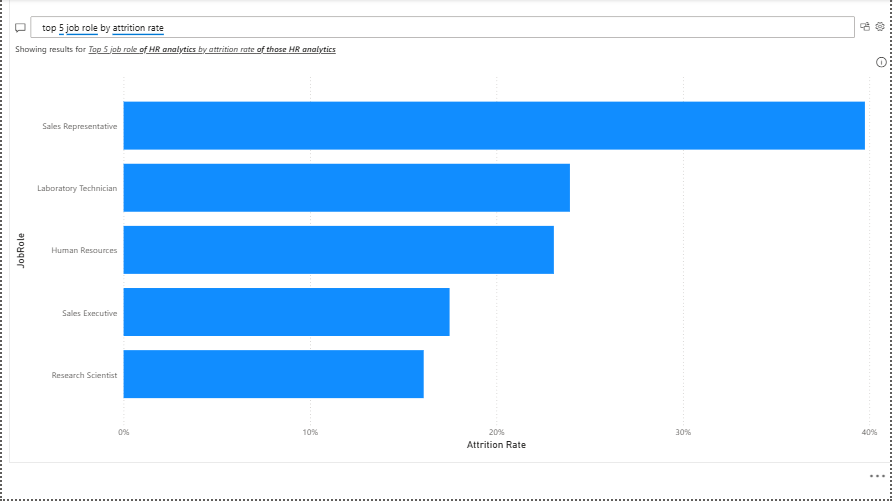 top 5 job role by attrition rate
Showing results for Top 5 job role of HR analytics by attrition rate of those HR analytics
JobRole
Sales Representative
Laboratory Technician
Human Resources
Sales Executive
Research Scientist
0% 10% 20% 30% 40%
Attrition Rate